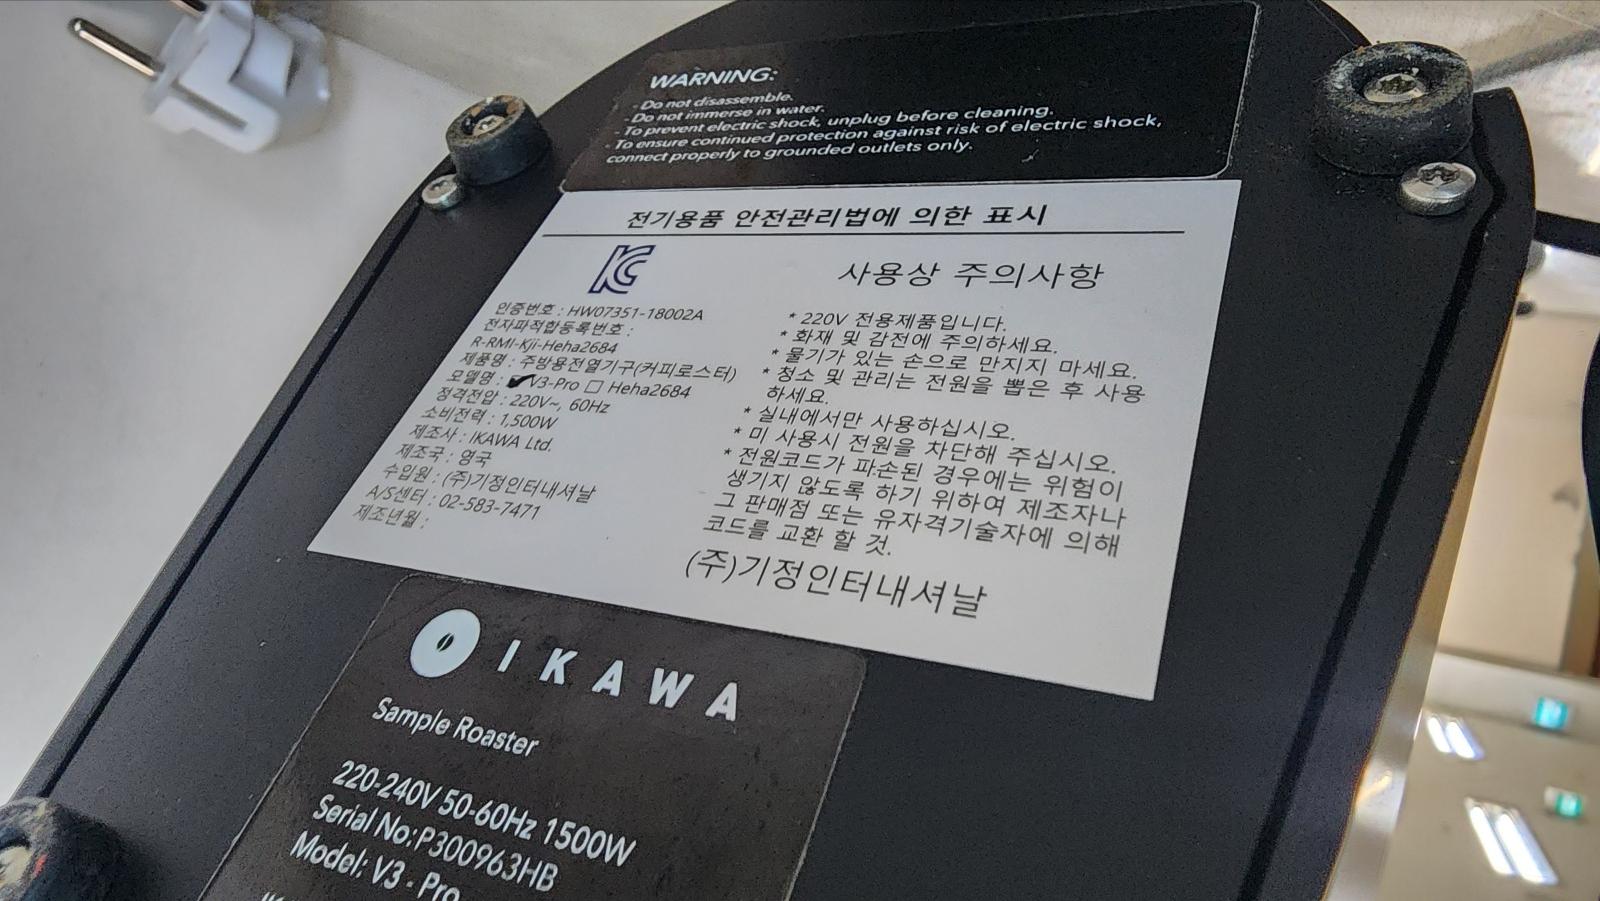 WARNING:
- Do not disassemble.
- Do not immerse in water.
- To prevent electric shock, unplug before cleaning.
- To ensure continued protection against risk of electric shock,
connect properly to grounded outlets only.
전기용품 안전관리법에 의한 표시
인증번호 : HW07351-18002A
전자파적합등록번호 :
R-RMI-Kji-Heha2684
제품명 : 주방용전열기구(커피로스터)
모델명 : ✔V3-Pro □ Heha2684
정격전압 : 220V~, 60Hz
소비전력 : 1,500W
제조사 : IKAWA Ltd.
제조국 : 영국
수입원 : (주)기정인터내셔날
A/S센터 : 02-583-7471
제조년월 :
사용상 주의사항
* 220V 전용제품입니다.
* 화재 및 감전에 주의하세요.
* 물기가 있는 손으로 만지지 마세요.
* 청소 및 관리는 전원을 뽑은 후 사용
하세요.
* 실내에서만 사용하십시오.
* 미 사용시 전원을 차단해 주십시오.
* 전원코드가 파손된 경우에는 위험이
생기지 않도록 하기 위하여 제조자나
그 판매점 또는 유자격기술자에 의해
코드를 교환 할 것.
(주)기정인터내셔날
IKAWA
Sample Roaster
220-240V 50-60Hz 1500W
Serial No:P300963HB
Model: V3 - Pro